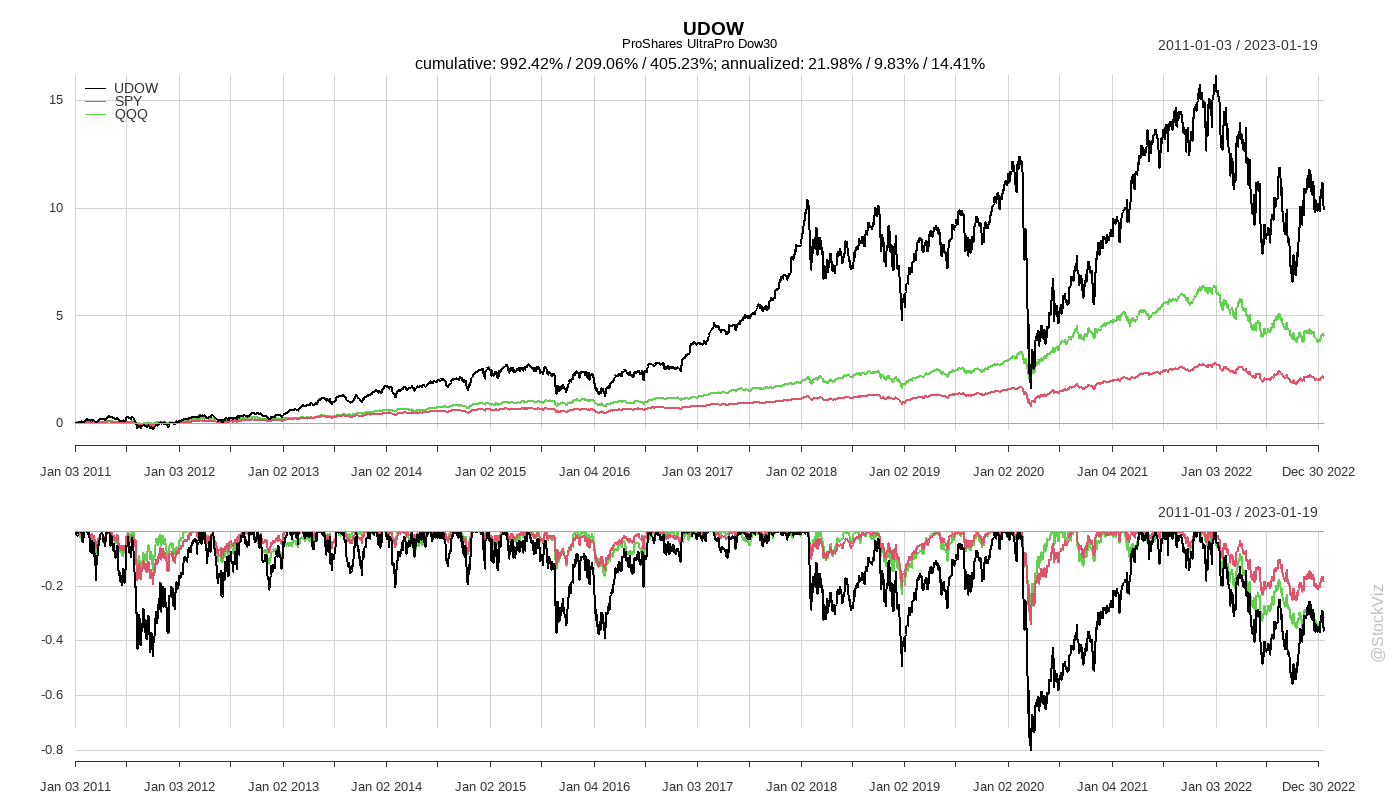 UDOW
ProShares UltraPro Dow30
2011-01-03 / 2023-01-19
cumulative: 992.42% / 209.06% / 405.23%; annualized: 21.98% / 9.83% / 14.41%
UDOW
SPY
QQQ
15
10
5
0
Jan 03 2011 Jan 03 2012 Jan 02 2013 Jan 02 2014 Jan 02 2015 Jan 04 2016 Jan 03 2017 Jan 02 2018 Jan 02 2019 Jan 02 2020 Jan 04 2021 Jan 03 2022 Dec 30 2022
2011-01-03 / 2023-01-19
-0.2
-0.4
-0.6
-0.8
Jan 03 2011 Jan 03 2012 Jan 02 2013 Jan 02 2014 Jan 02 2015 Jan 04 2016 Jan 03 2017 Jan 02 2018 Jan 02 2019 Jan 02 2020 Jan 04 2021 Jan 03 2022 Dec 30 2022
@StockViz